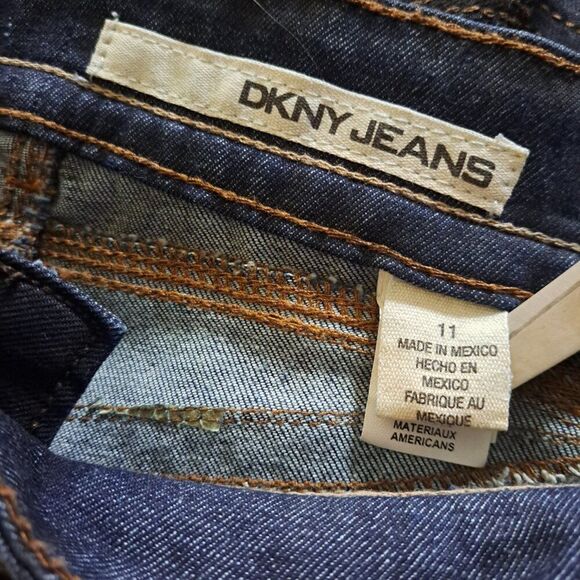 DKNY JEANS
11
MADE IN MEXICO
HECHO EN
MEXICO
FABRIQUE AU
MEXIQUE
MATERIAUX
AMERICANS